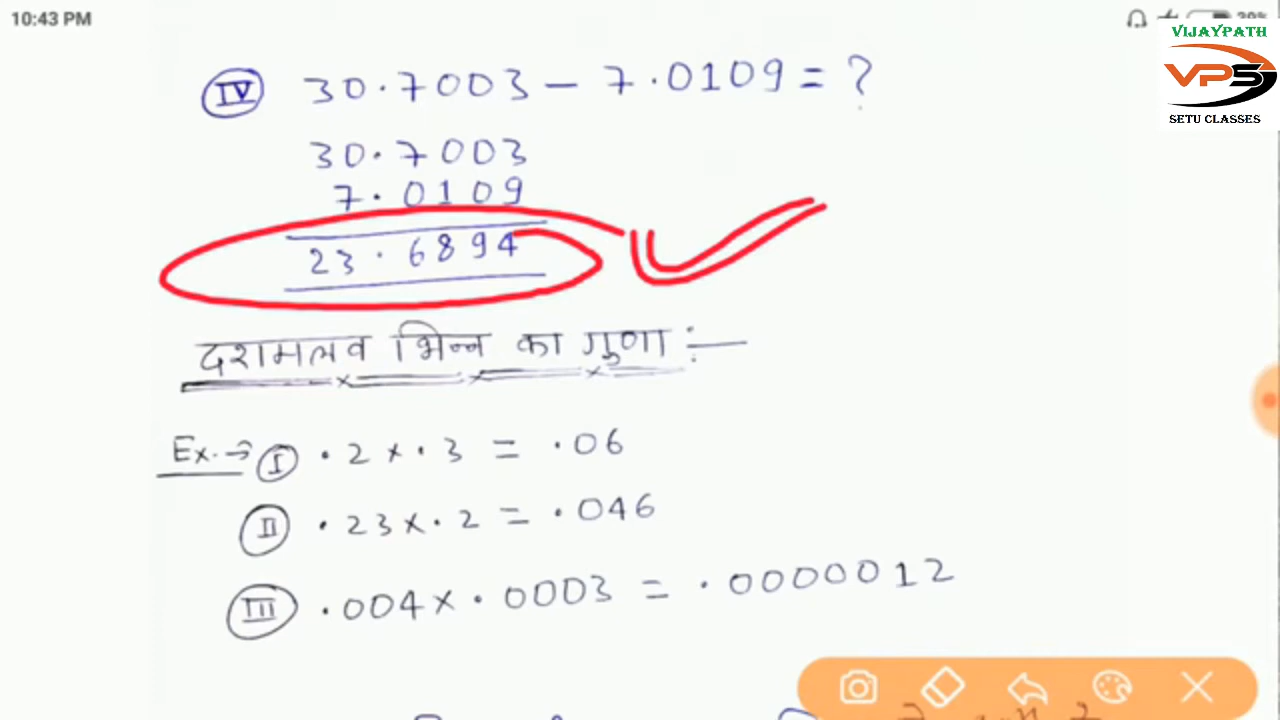 10:43 PM
VIJAYPATH
VPS
SETU CLASSES
IV 30.7003 – 7.0109 = ?
30.7003
7.0109
23.6894
दशमलव भिन्न का गुणा :—
Ex.→ I .2 × .3 = .06
II .23 × .2 = .046
III .004 × .0003 = .0000012